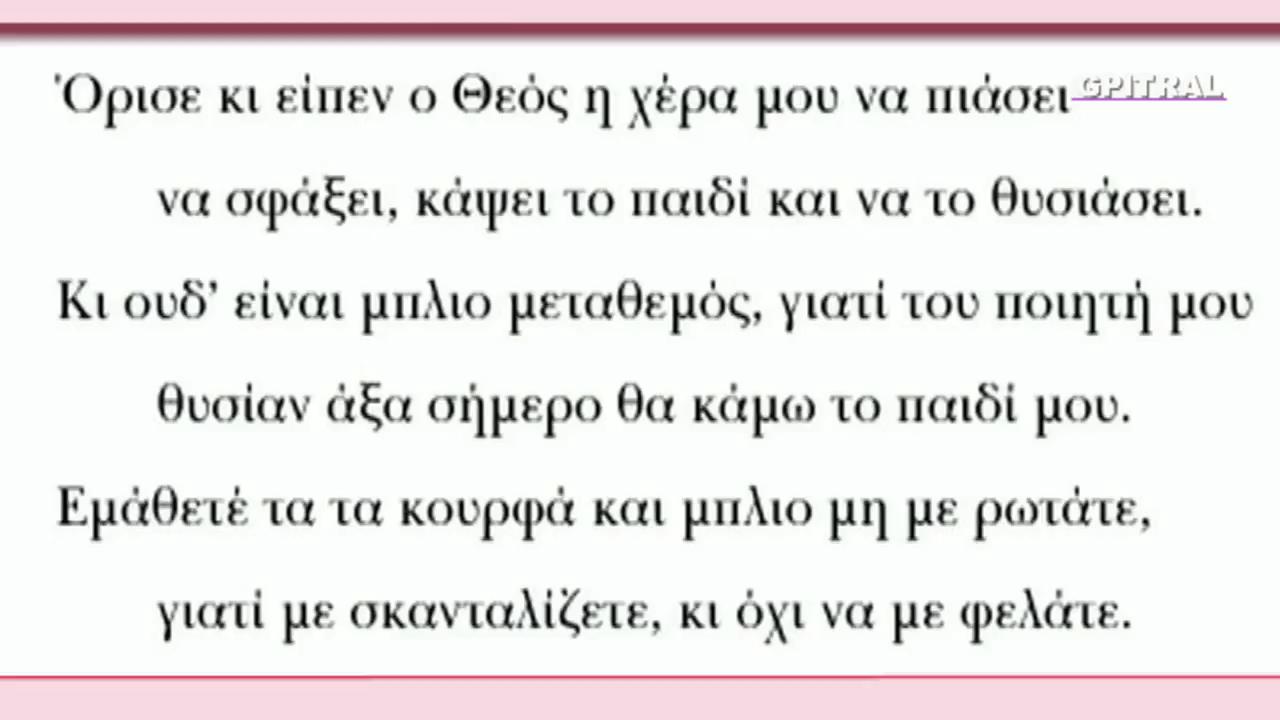 Όρισε κι είπεν ο Θεός η χέρα μου να πιάσει
GPITRAL
να σφάξει, κάψει το παιδί και να το θυσιάσει.
Κι ουδ’ είναι μπλιο μεταθεμός, γιατί του ποιητή μου
θυσίαν άξα σήμερο θα κάμω το παιδί μου.
Εμάθετέ τα τα κουρφά και μπλιο μη με ρωτάτε,
γιατί με σκανταλίζετε, κι όχι να με φελάτε.